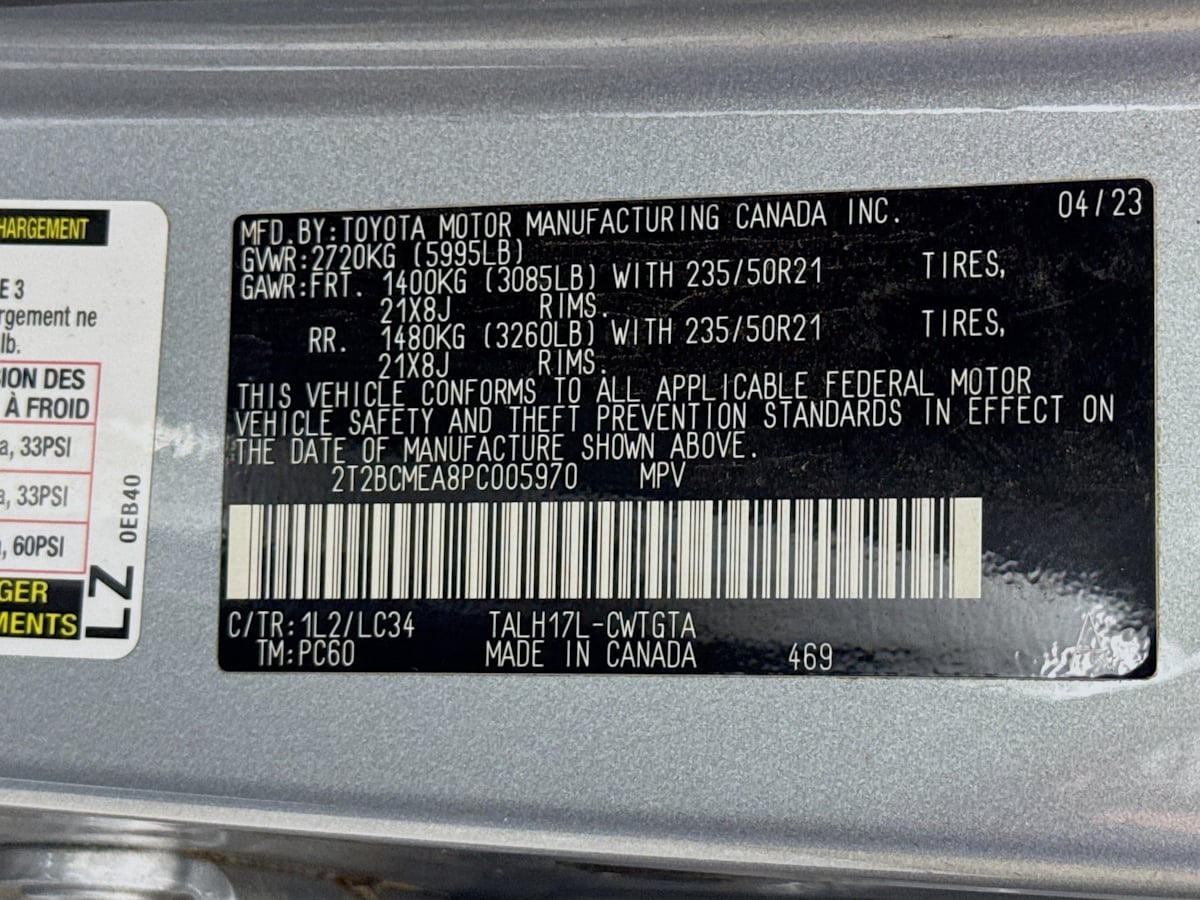 HARGEMENT
E 3
rgement ne
lb.
ION DES
À FROID
a, 33PSI
a, 33PSI
, 60PSI
GER
MENTS
0EB40
LZ
MFD.BY:TOYOTA MOTOR MANUFACTURING CANADA INC. 04/23
GVWR:2720KG (5995LB)
GAWR:FRT. 1400KG (3085LB) WITH 235/50R21 TIRES,
21X8J RIMS.
RR. 1480KG (3260LB) WITH 235/50R21 TIRES,
21X8J RIMS.
THIS VEHICLE CONFORMS TO ALL APPLICABLE FEDERAL MOTOR
VEHICLE SAFETY AND THEFT PREVENTION STANDARDS IN EFFECT ON
THE DATE OF MANUFACTURE SHOWN ABOVE.
2T2BCMEA8PC005970 MPV
C/TR:1L2/LC34 TALH17L-CWTGTA
TM:PC60 MADE IN CANADA 469